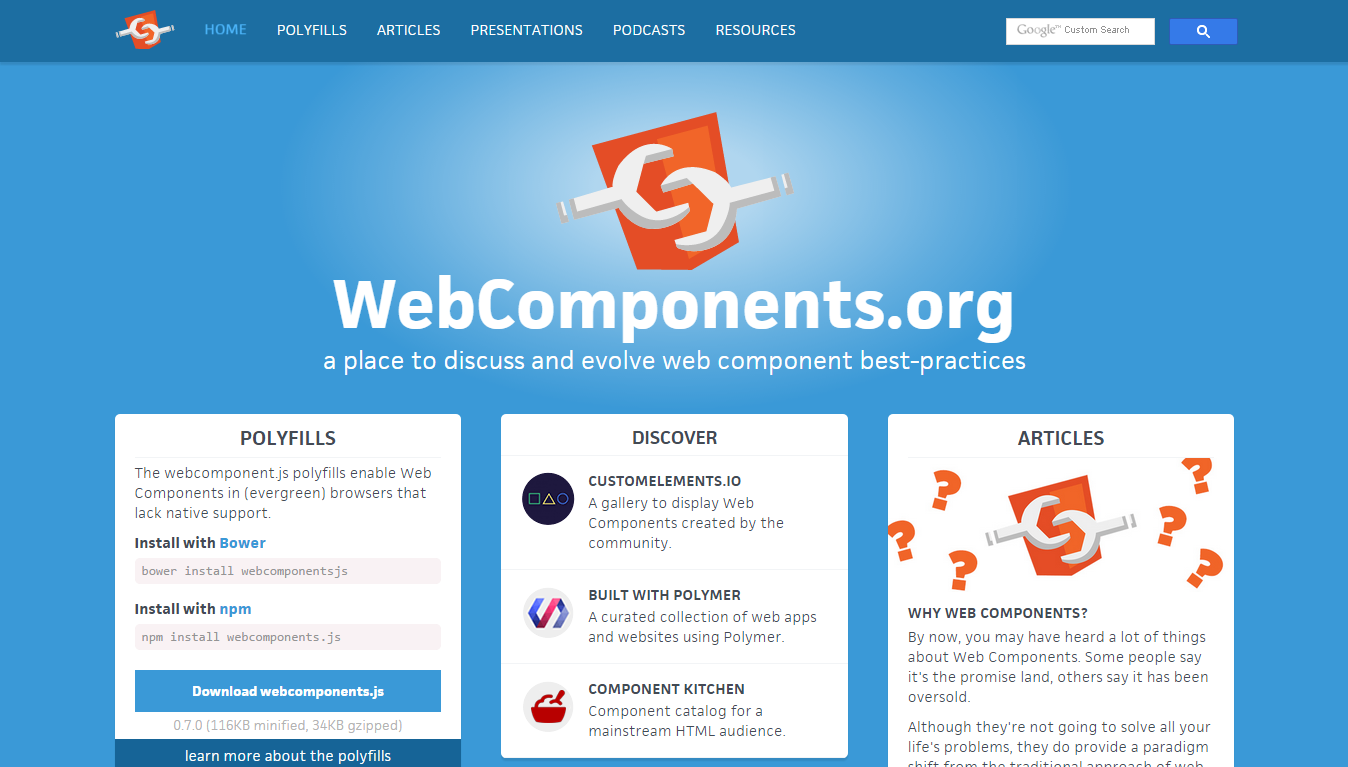 HOME POLYFILLS ARTICLES PRESENTATIONS PODCASTS RESOURCES
Google™ Custom Search
WebComponents.org
a place to discuss and evolve web component best-practices
POLYFILLS
The webcomponent.js polyfills enable Web
Components in (evergreen) browsers that
lack native support.
Install with Bower
bower install webcomponentsjs
Install with npm
npm install webcomponents.js
Download webcomponents.js
0.7.0 (116KB minified, 34KB gzipped)
learn more about the polyfills
DISCOVER
CUSTOMELEMENTS.IO
A gallery to display Web
Components created by the
community.
BUILT WITH POLYMER
A curated collection of web apps
and websites using Polymer.
COMPONENT KITCHEN
Component catalog for a
mainstream HTML audience.
ARTICLES
? ? ? ? ? ?
WHY WEB COMPONENTS?
By now, you may have heard a lot of things
about Web Components. Some people say
it's the promise land, others say it has been
oversold.
Although they're not going to solve all your
life's problems, they do provide a paradigm
shift from the traditional approach of web